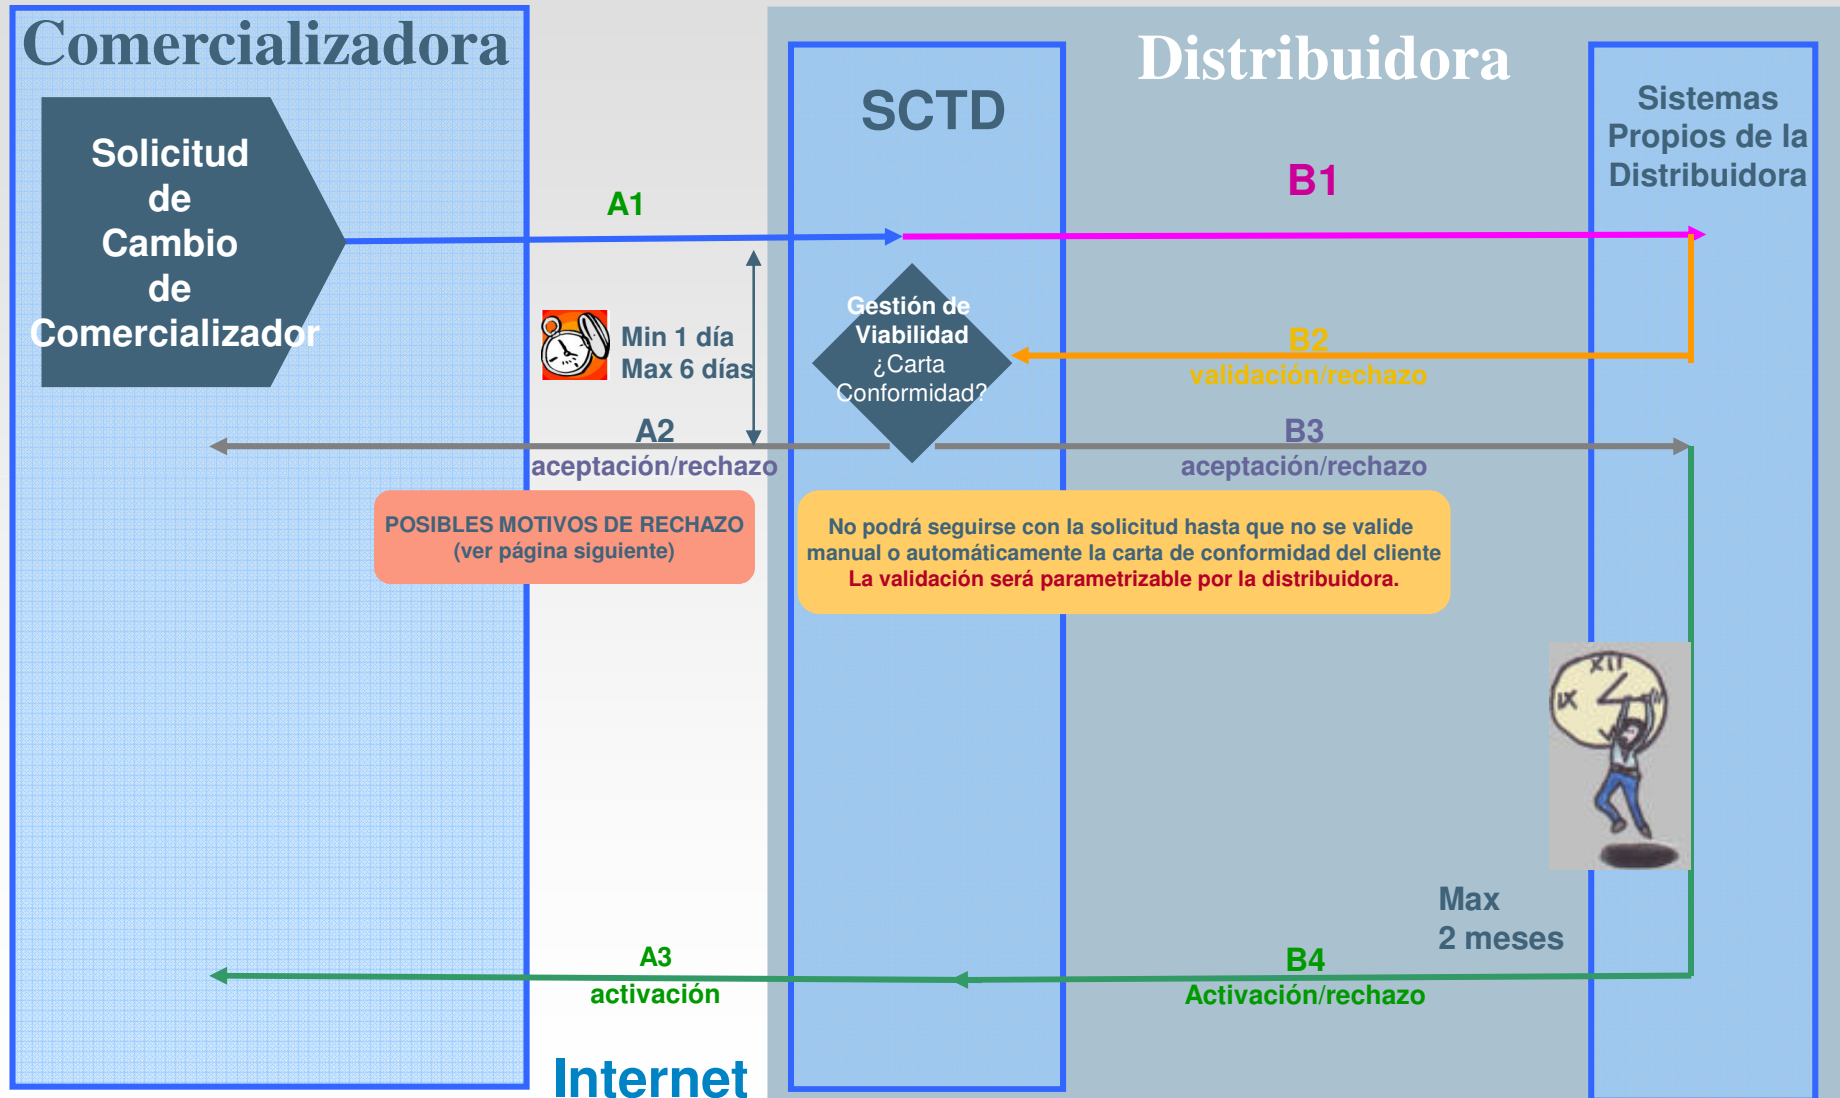 Comercializadora
Distribuidora
Solicitud
de
Cambio
de
Comercializador
SCTD
Sistemas
Propios de la
Distribuidora
A1
B1
Min 1 día
Max 6 días
Gestión de
Viabilidad
¿Carta
Conformidad?
B2
validación/rechazo
A2
aceptación/rechazo
B3
aceptación/rechazo
POSIBLES MOTIVOS DE RECHAZO
(ver página siguiente)
No podrá seguirse con la solicitud hasta que no se valide
manual o automáticamente la carta de conformidad del cliente
La validación será parametrizable por la distribuidora.
XII
IX
Max
2 meses
A3
activación
B4
Activación/rechazo
Internet